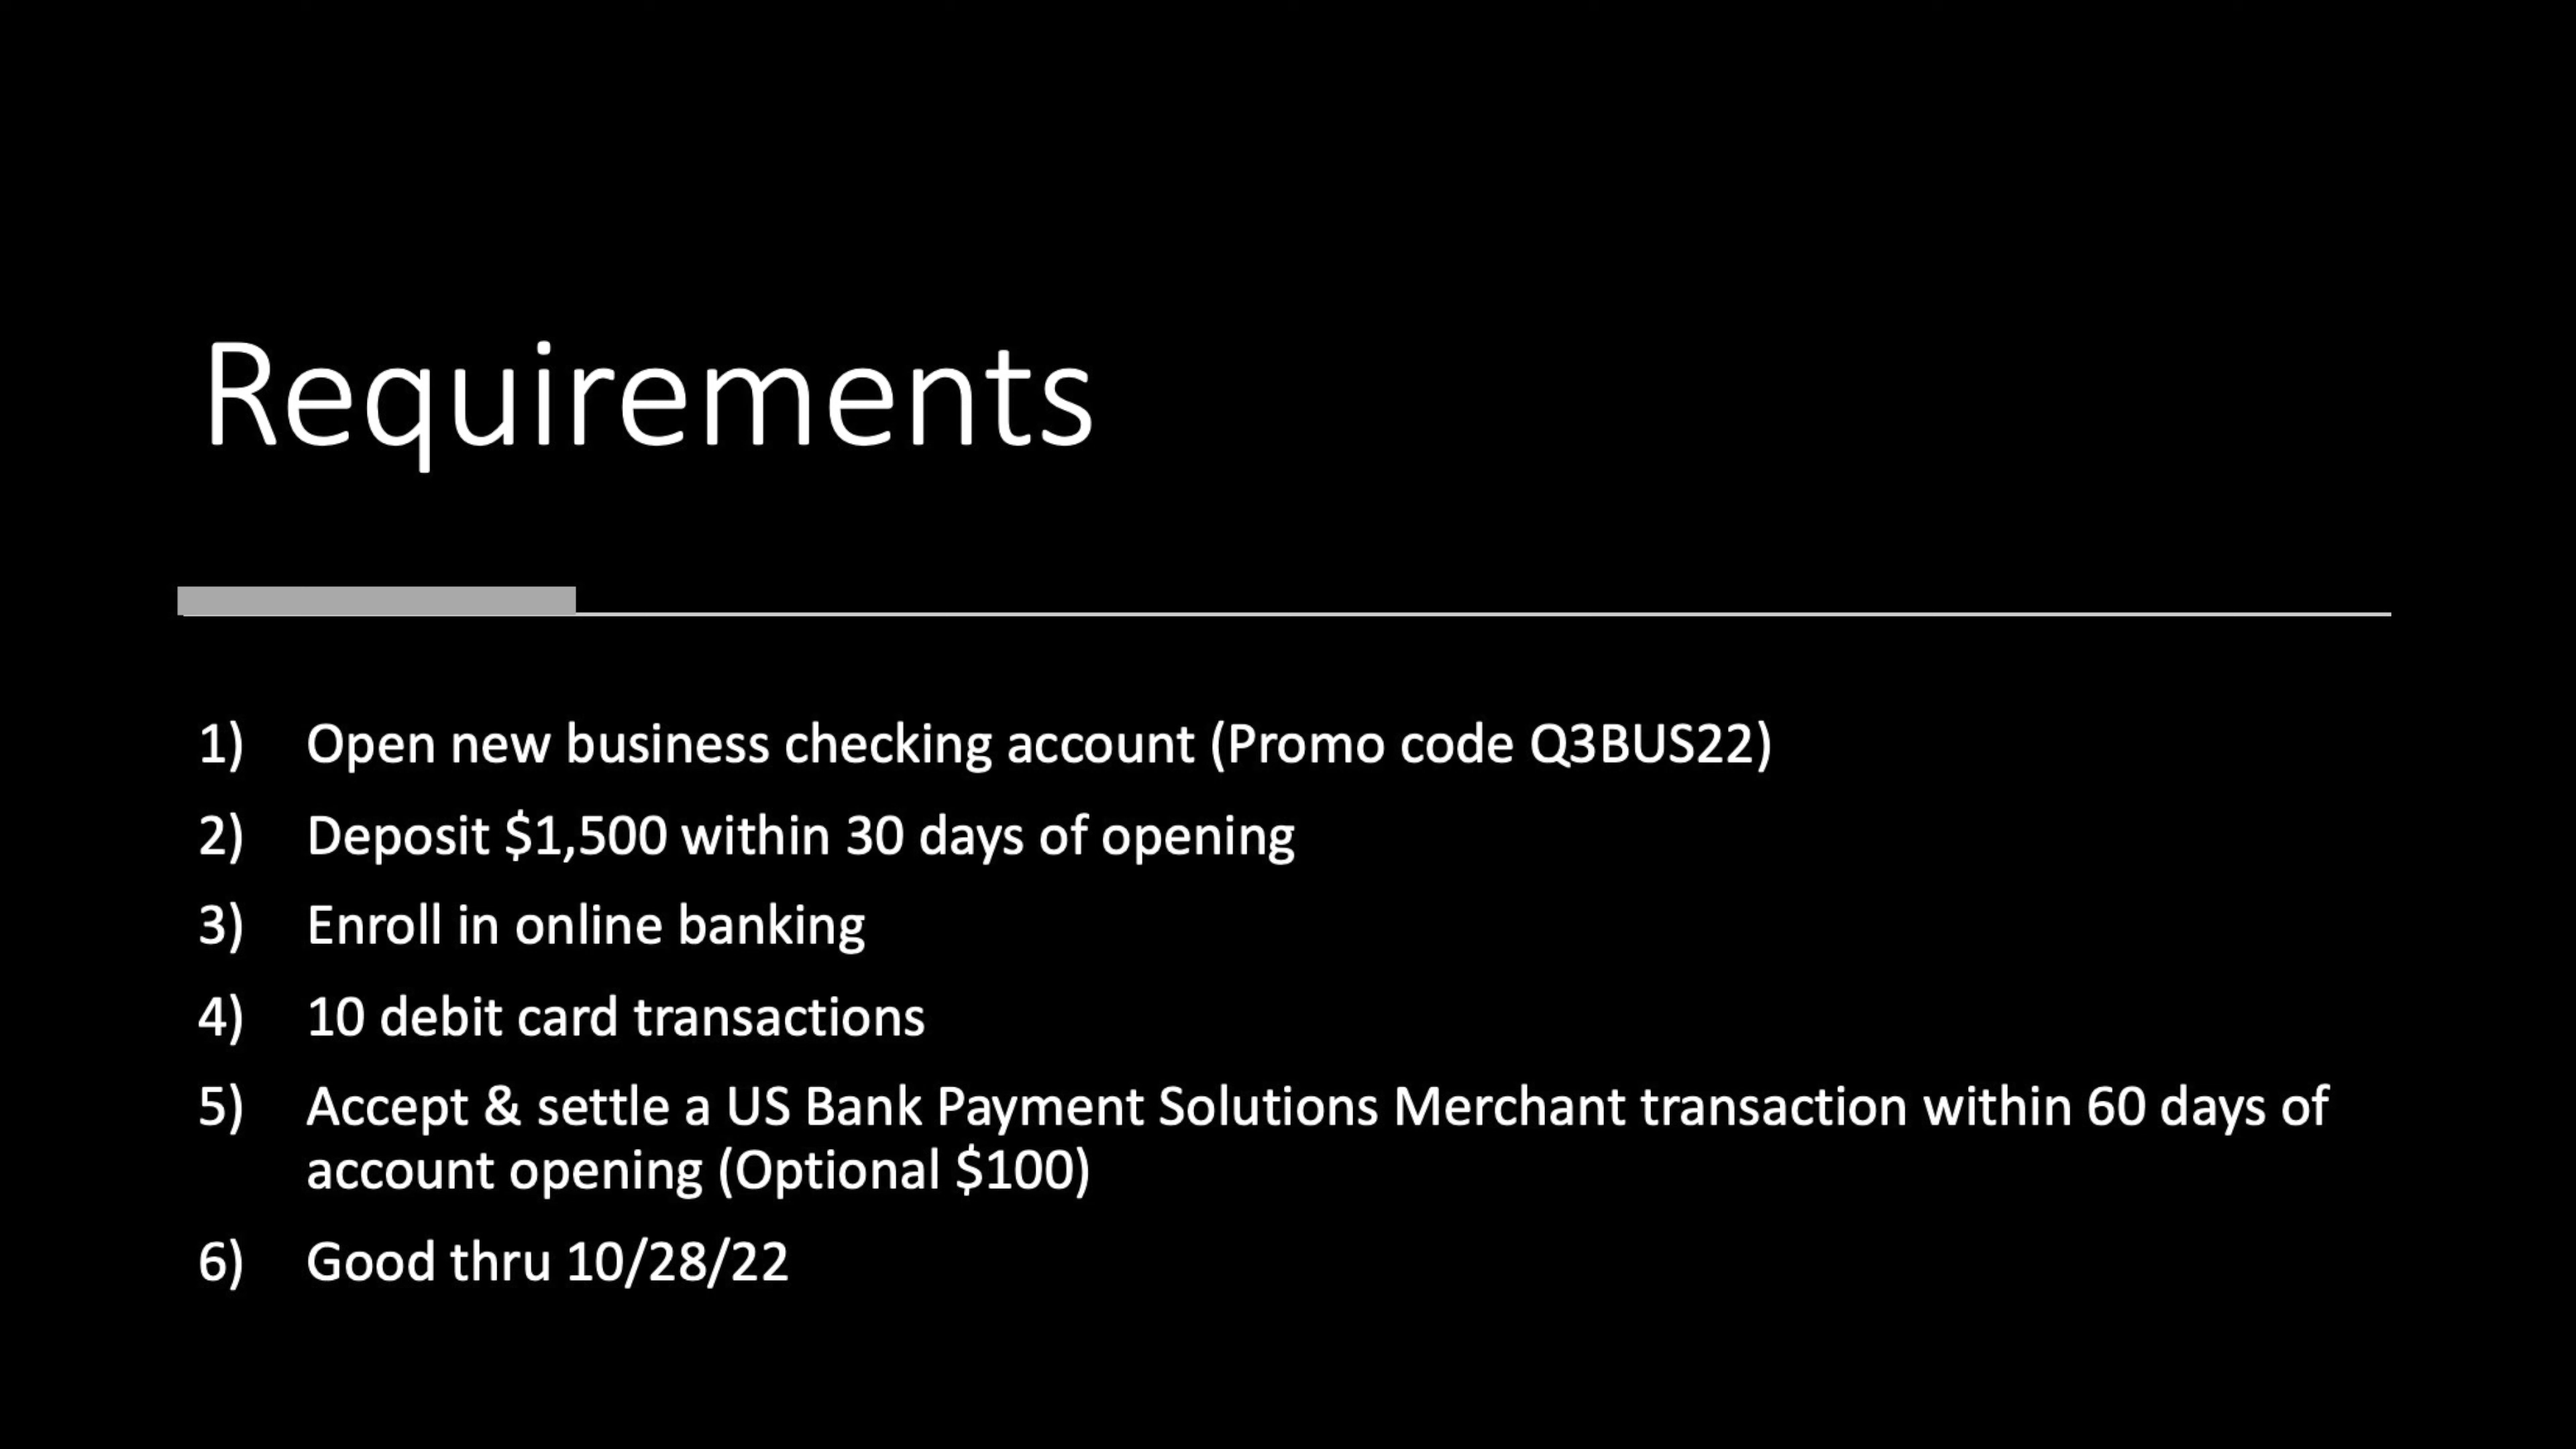 Requirements
1) Open new business checking account (Promo code Q3BUS22)
2) Deposit $1,500 within 30 days of opening
3) Enroll in online banking
4) 10 debit card transactions
5) Accept & settle a US Bank Payment Solutions Merchant transaction within 60 days of
account opening (Optional $100)
6) Good thru 10/28/22